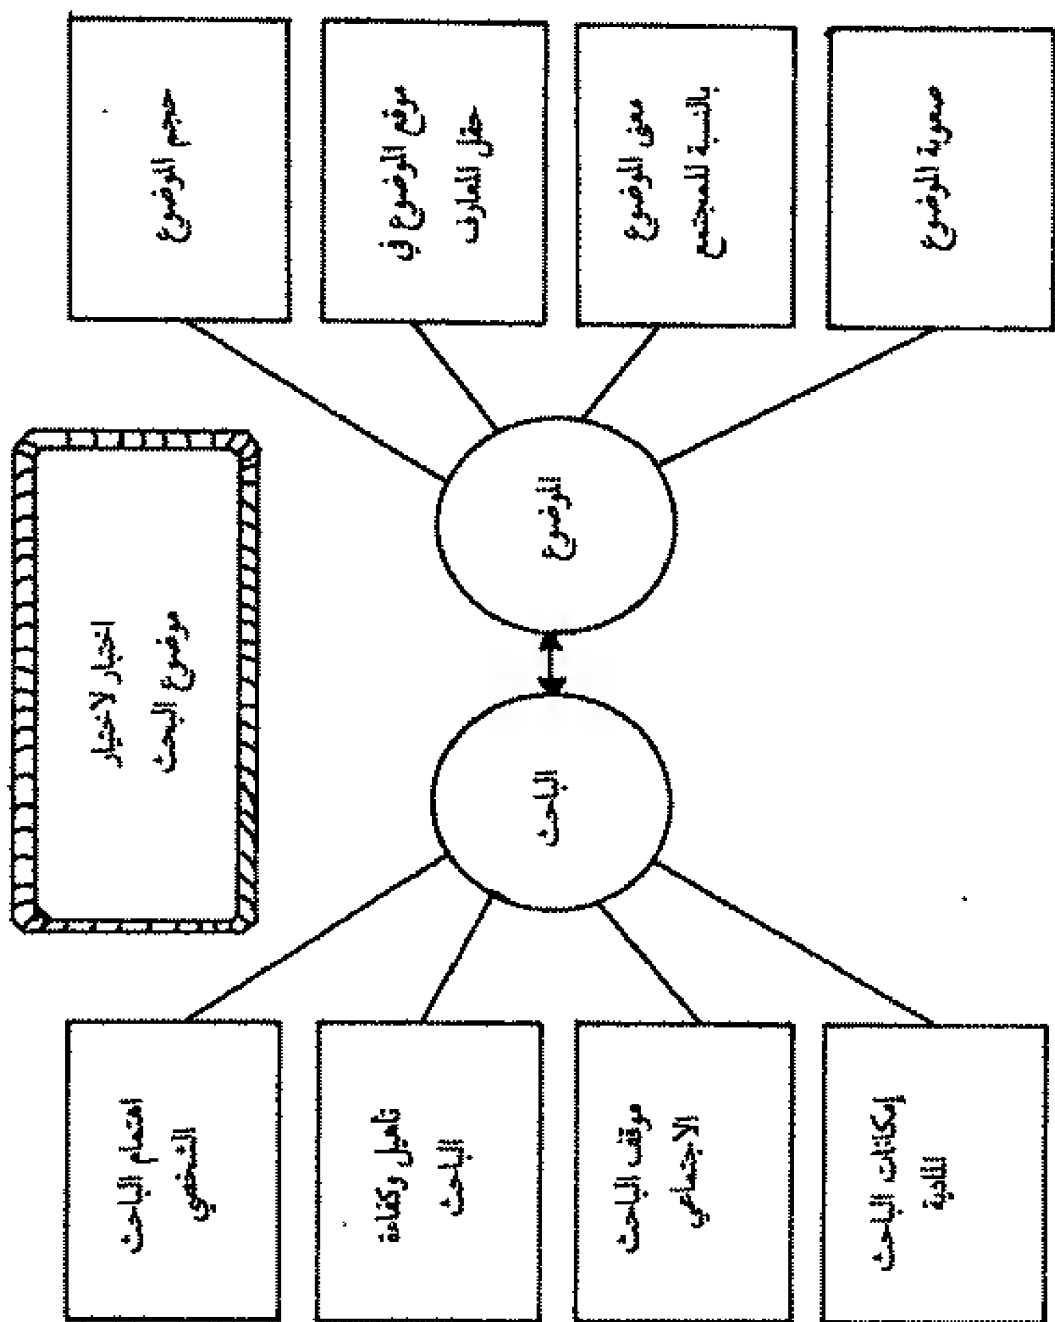 اختبار لاختيار
موضوع البحث
حجم الموضوع
موقع الموضوع في
حقل المعارف
معنى الموضوع
بالنسبة للمجتمع
صعوبة الموضوع
الموضوع
الباحث
اهتمام الباحث
الشخصي
تأهيل وكفاءة
الباحث
موقف الباحث
الاجتماعي
إمكانات الباحث
المادية